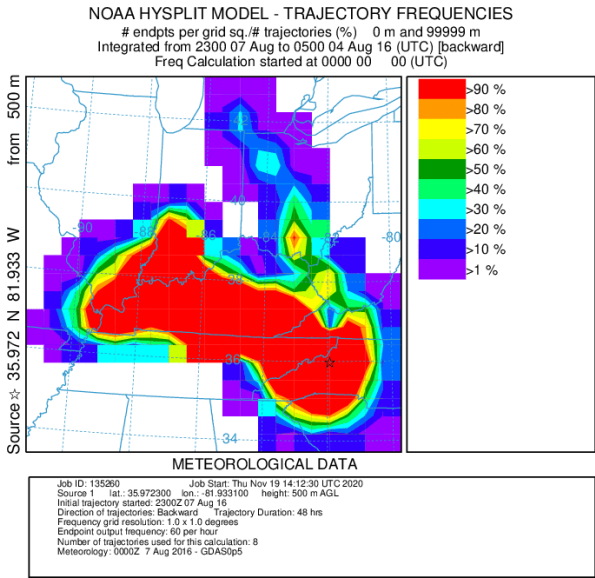 NOAA HYSPLIT MODEL - TRAJECTORY FREQUENCIES
# endpts per grid sq./# trajectories (%) 0 m and 99999 m
Integrated from 2300 07 Aug to 0500 04 Aug 16 (UTC) [backward]
Freq Calculation started at 0000 00 00 (UTC)
Source ☆ 35.972 N 81.933 W from 500 m
42
40
-90
-88
-86
-84
-82
-80
38
36
34
>90 %
>80 %
>70 %
>60 %
>50 %
>40 %
>30 %
>20 %
>10 %
>1 %
METEOROLOGICAL DATA
Job ID: 135260 Job Start: Thu Nov 19 14:12:30 UTC 2020
Source 1 lat.: 35.972300 lon.: -81.933100 height: 500 m AGL
Initial trajectory started: 2300Z 07 Aug 16
Direction of trajectories: Backward Trajectory Duration: 48 hrs
Frequency grid resolution: 1.0 x 1.0 degrees
Endpoint output frequency: 60 per hour
Number of trajectories used for this calculation: 8
Meteorology: 0000Z 7 Aug 2016 - GDAS0p5